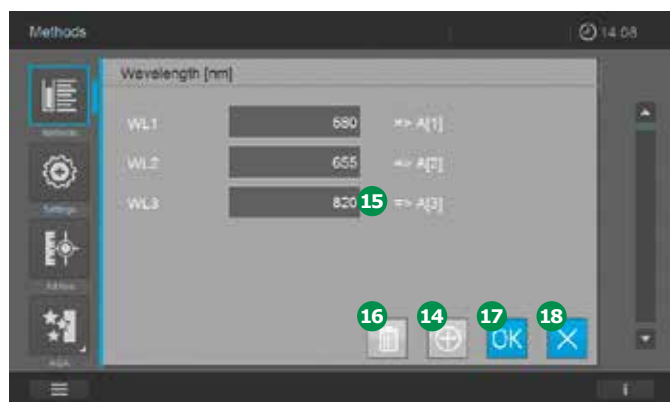 Methods 14:08
Wavelength [nm]
WL1 680 => A[1]
WL2 655 => A[2]
WL3 820 15 => A[3]
Methods
Settings
AQA
16 14 17 18
OK
i